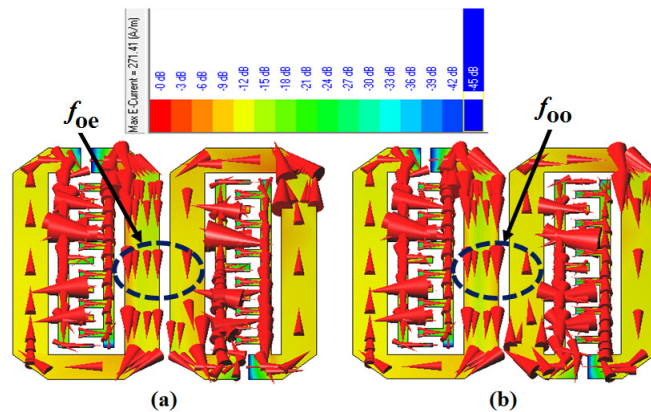 Max E-Current = 271.41 (A/m)
-0 dB
-3 dB
-6 dB
-9 dB
-12 dB
-15 dB
-18 dB
-21 dB
-24 dB
-27 dB
-30 dB
-33 dB
-36 dB
-39 dB
-42 dB
-45 dB
foe
foo
(a)
(b)